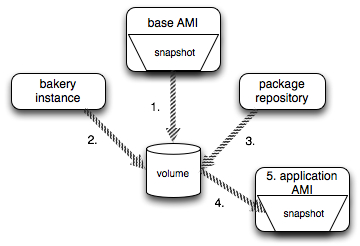 base AMI
snapshot
bakery
instance
package
repository
1.
2.
3.
volume
5. application
AMI
4.
snapshot